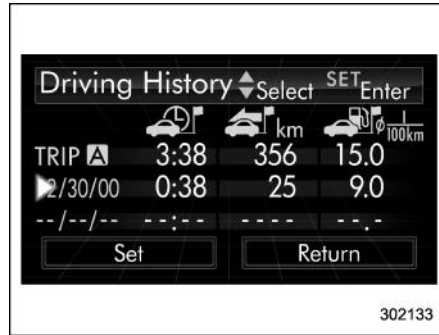 Driving History Select SET Enter
km ø l/100km
TRIP A 3:38 356 15.0
2/30/00 0:38 25 9.0
--/--/-- --:-- ---- --.-
Set Return
302133